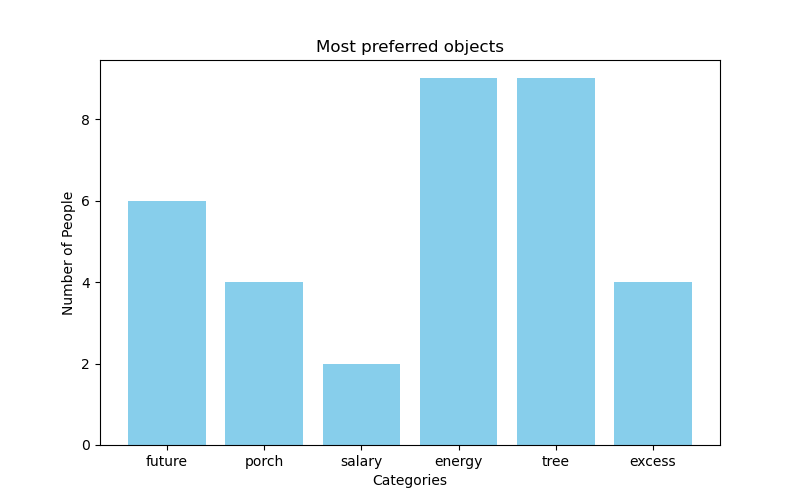 Most preferred objects
Number of People
8
6
4
2
0
future porch salary energy tree excess
Categories